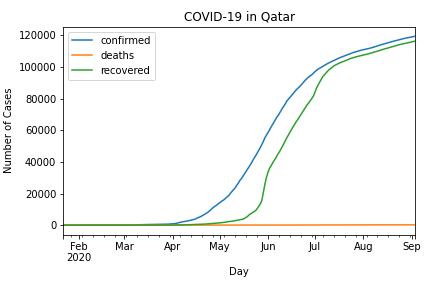 COVID-19 in Qatar
confirmed
deaths
recovered
120000
100000
80000
60000
40000
20000
0
Number of Cases
Feb Mar Apr May Jun Jul Aug Sep
2020
Day